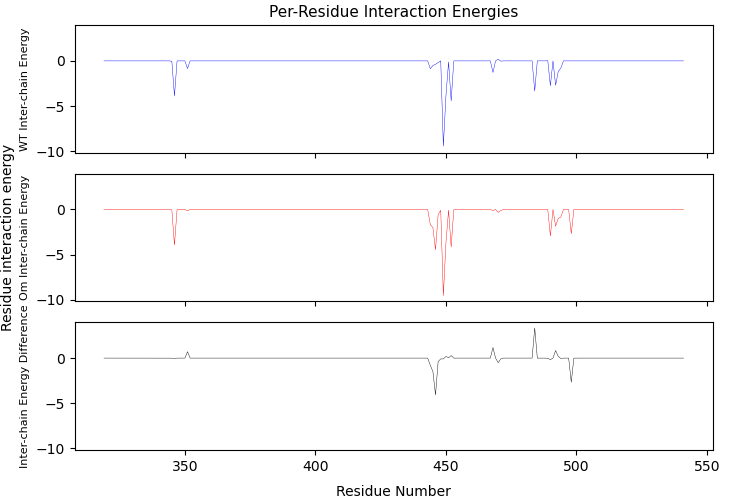 Per-Residue Interaction Energies
Residue interaction energy
WT Inter-chain Energy
0
−5
−10
Om Inter-chain Energy
0
−5
−10
Inter-chain Energy Difference
0
−5
−10
350
400
450
500
550
Residue Number